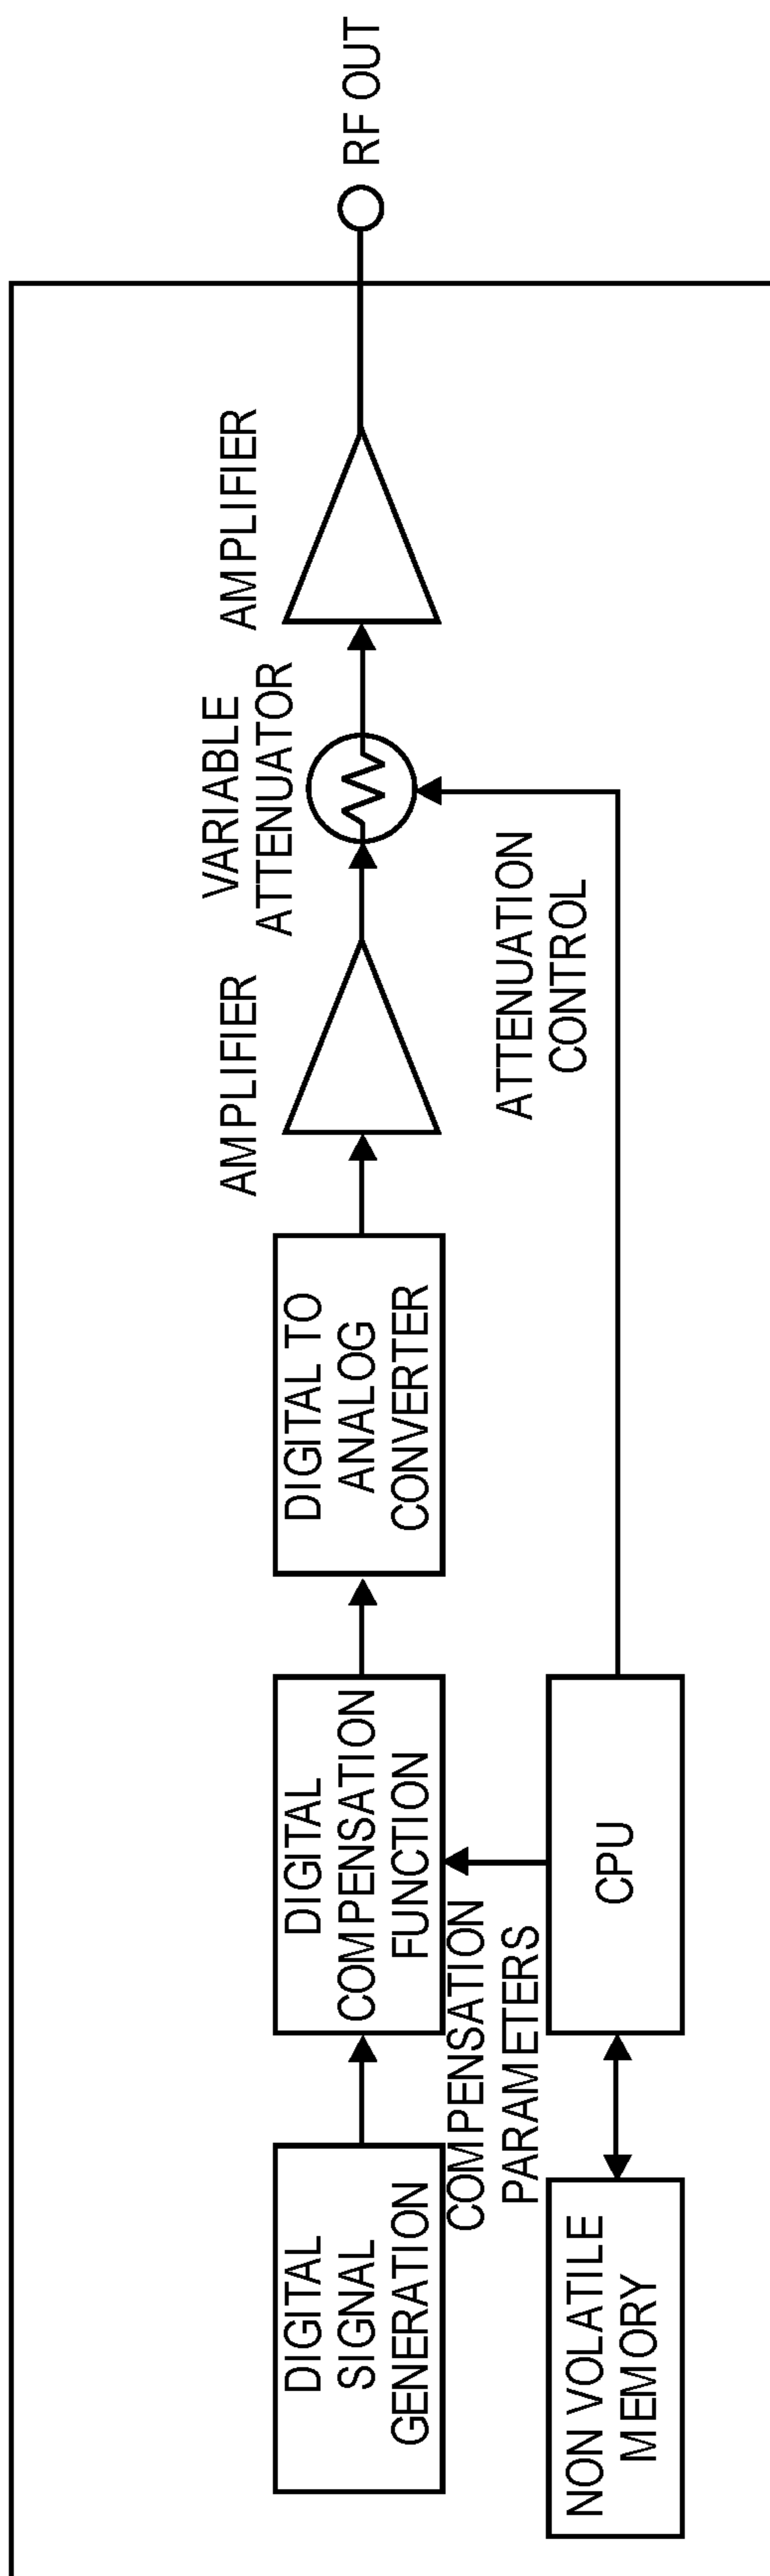 DIGITAL
SIGNAL
GENERATION
DIGITAL
COMPENSATION
FUNCTION
DIGITAL TO
ANALOG
CONVERTER
AMPLIFIER
VARIABLE
ATTENUATOR
AMPLIFIER
RF OUT
COMPENSATION
PARAMETERS
ATTENUATION
CONTROL
NON VOLATILE
MEMORY
CPU